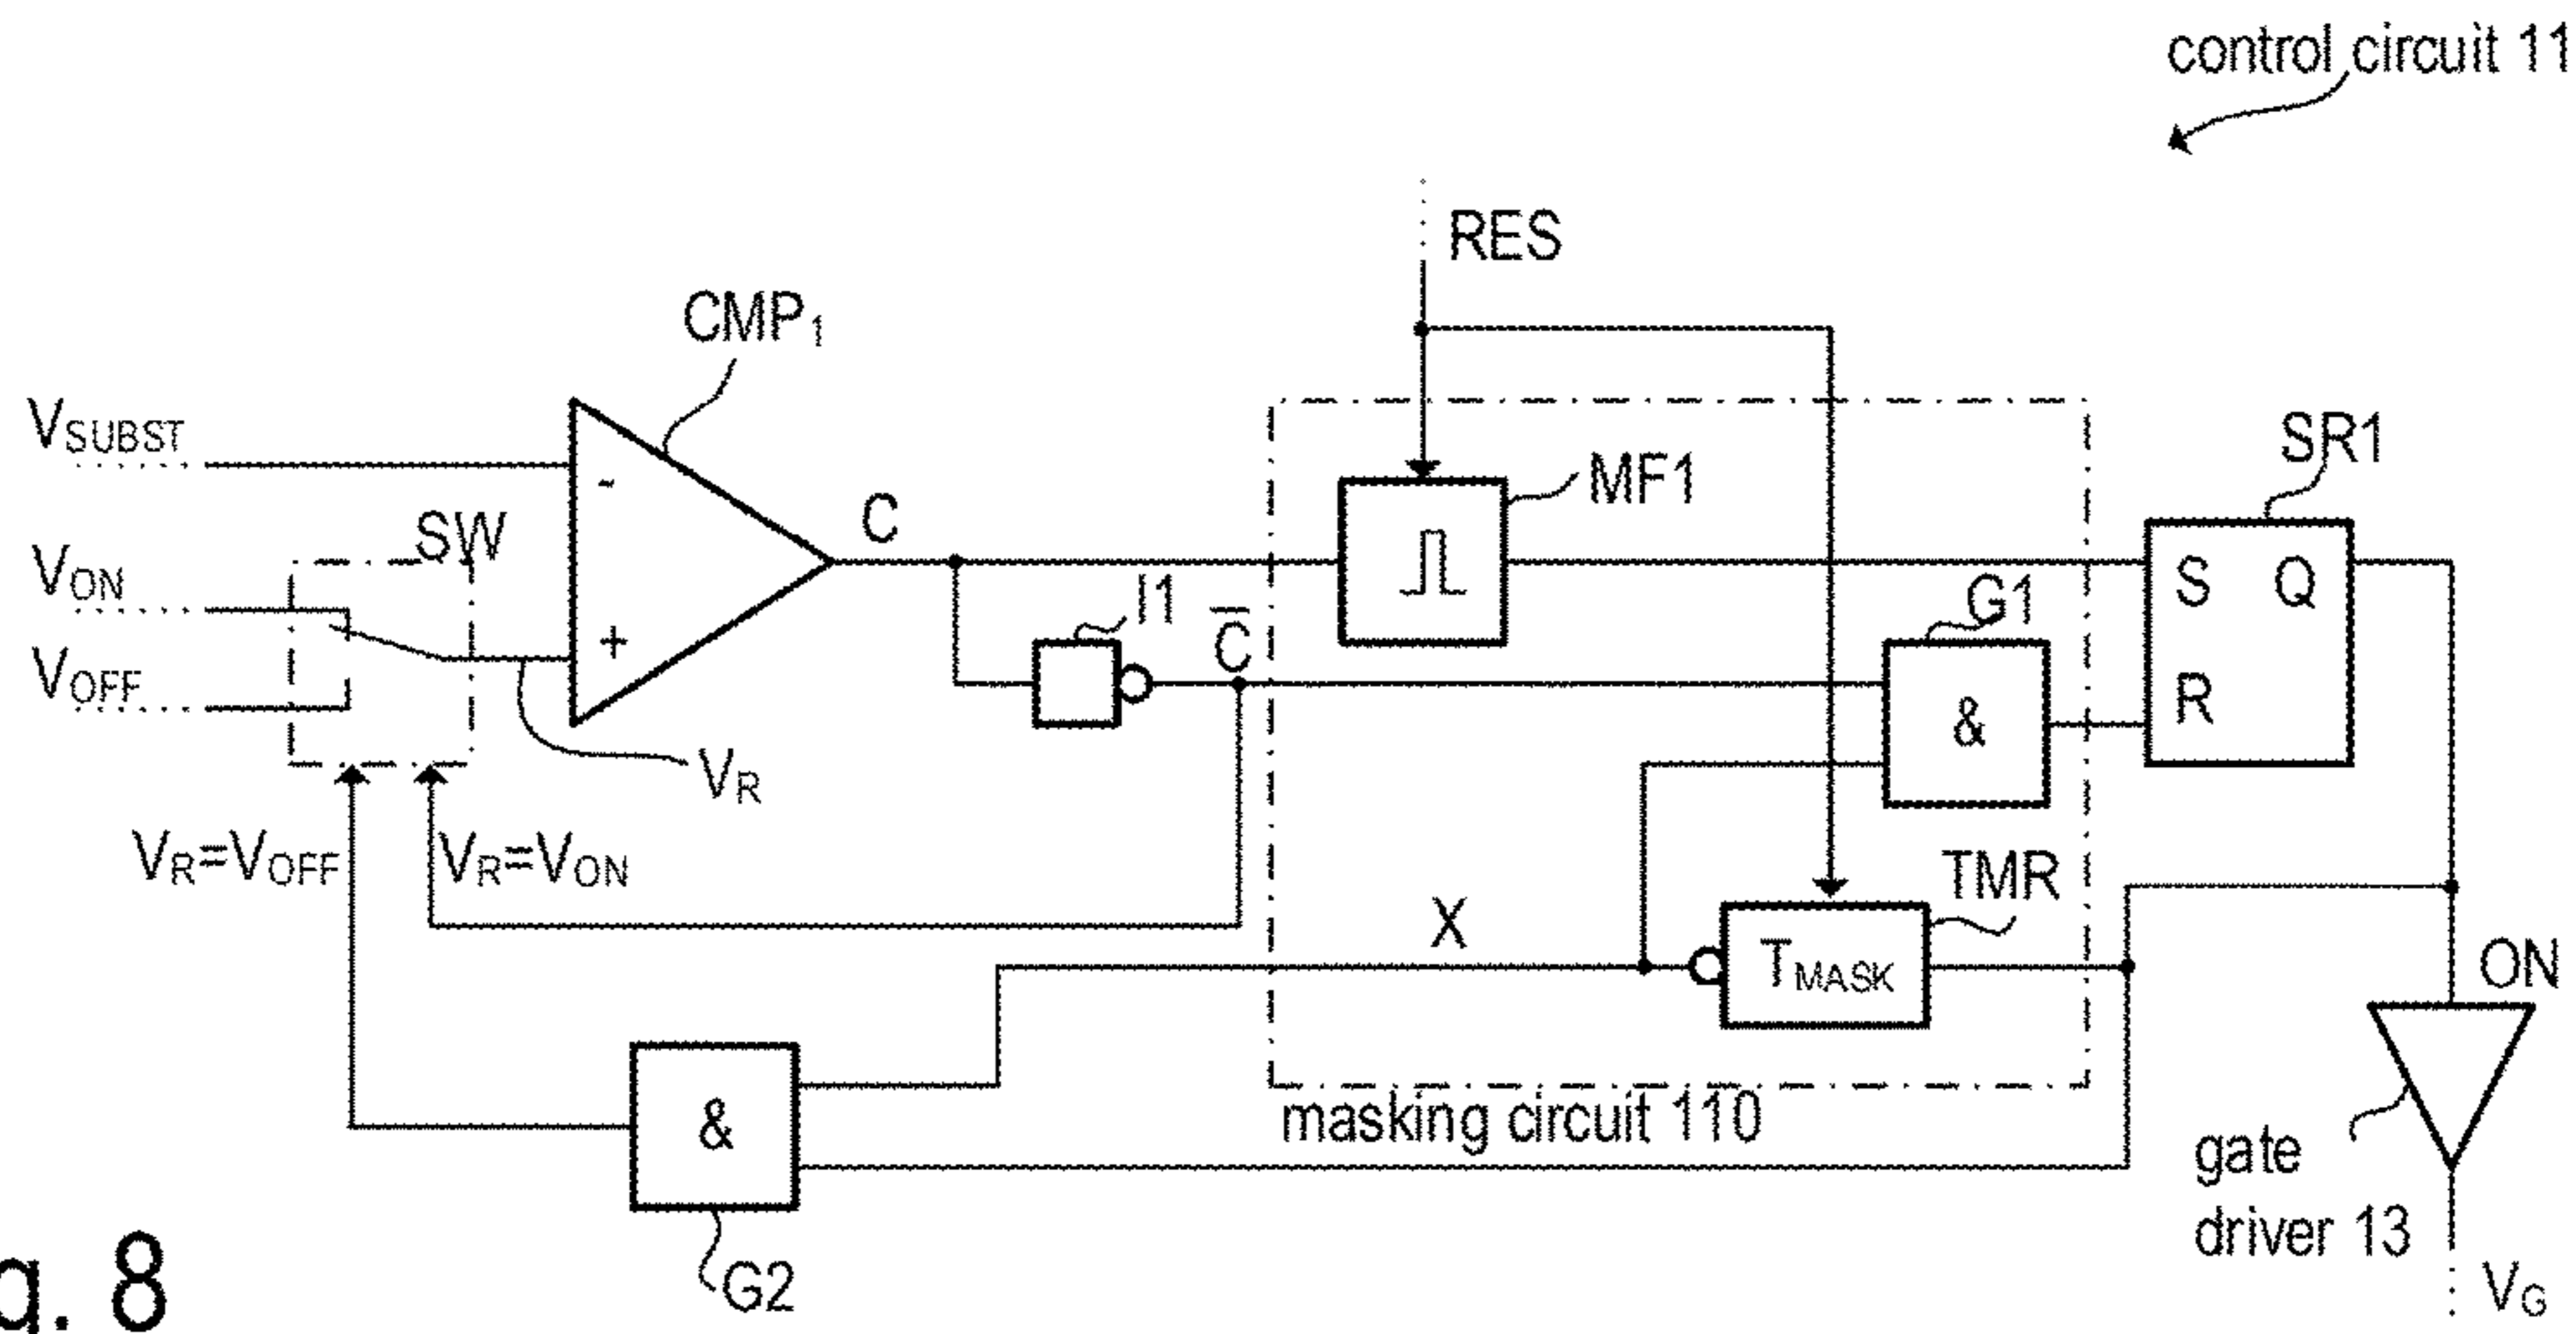 control circuit 11
RES
CMP1
VSUBST
SW
VON
VOFF
-
+
C
MF1
SR1
I1
C̅
G1
S Q
R
&
VR
VR=VOFF
VR=VON
TMR
X
TMASK
ON
&
masking circuit 110
gate
driver 13
G2
VG
g. 8